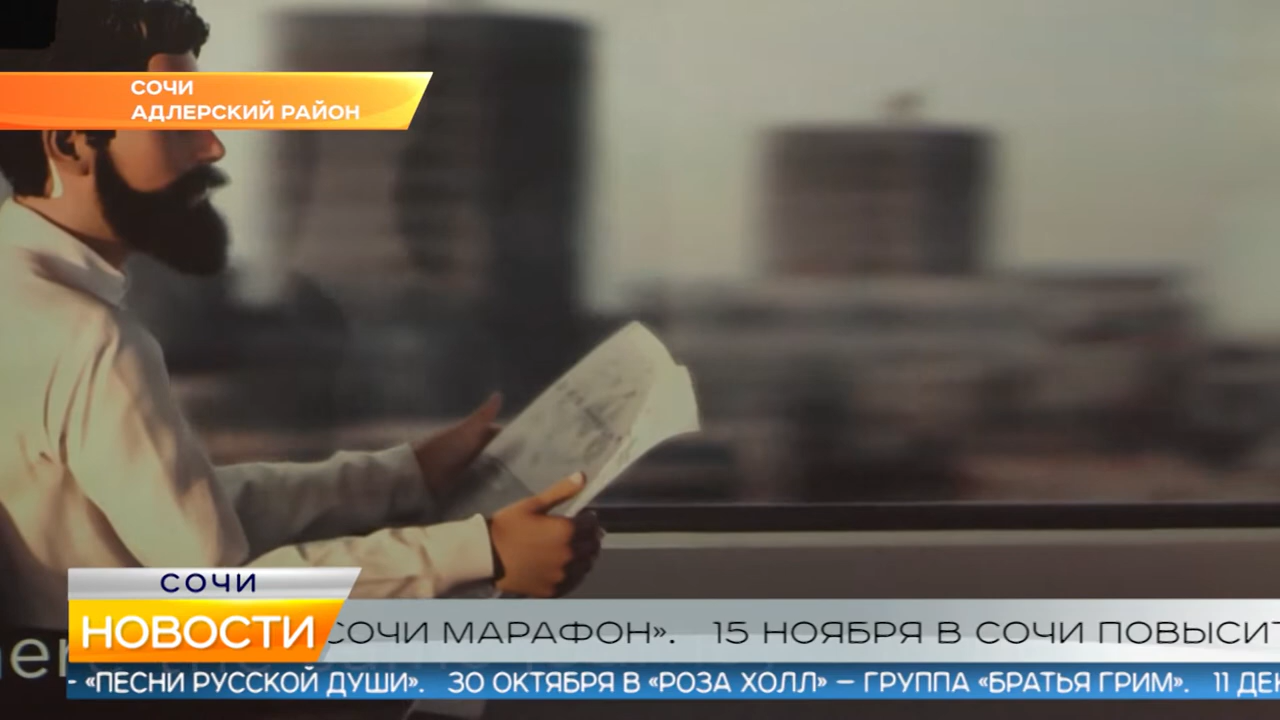 СОЧИ
АДЛЕРСКИЙ РАЙОН
СОЧИ
НОВОСТИ
СОЧИ МАРАФОН». 15 НОЯБРЯ В СОЧИ ПОВЫСИТ
- «ПЕСНИ РУССКОЙ ДУШИ». 30 ОКТЯБРЯ В «РОЗА ХОЛЛ» – ГРУППА «БРАТЬЯ ГРИМ». 11 ДЕК